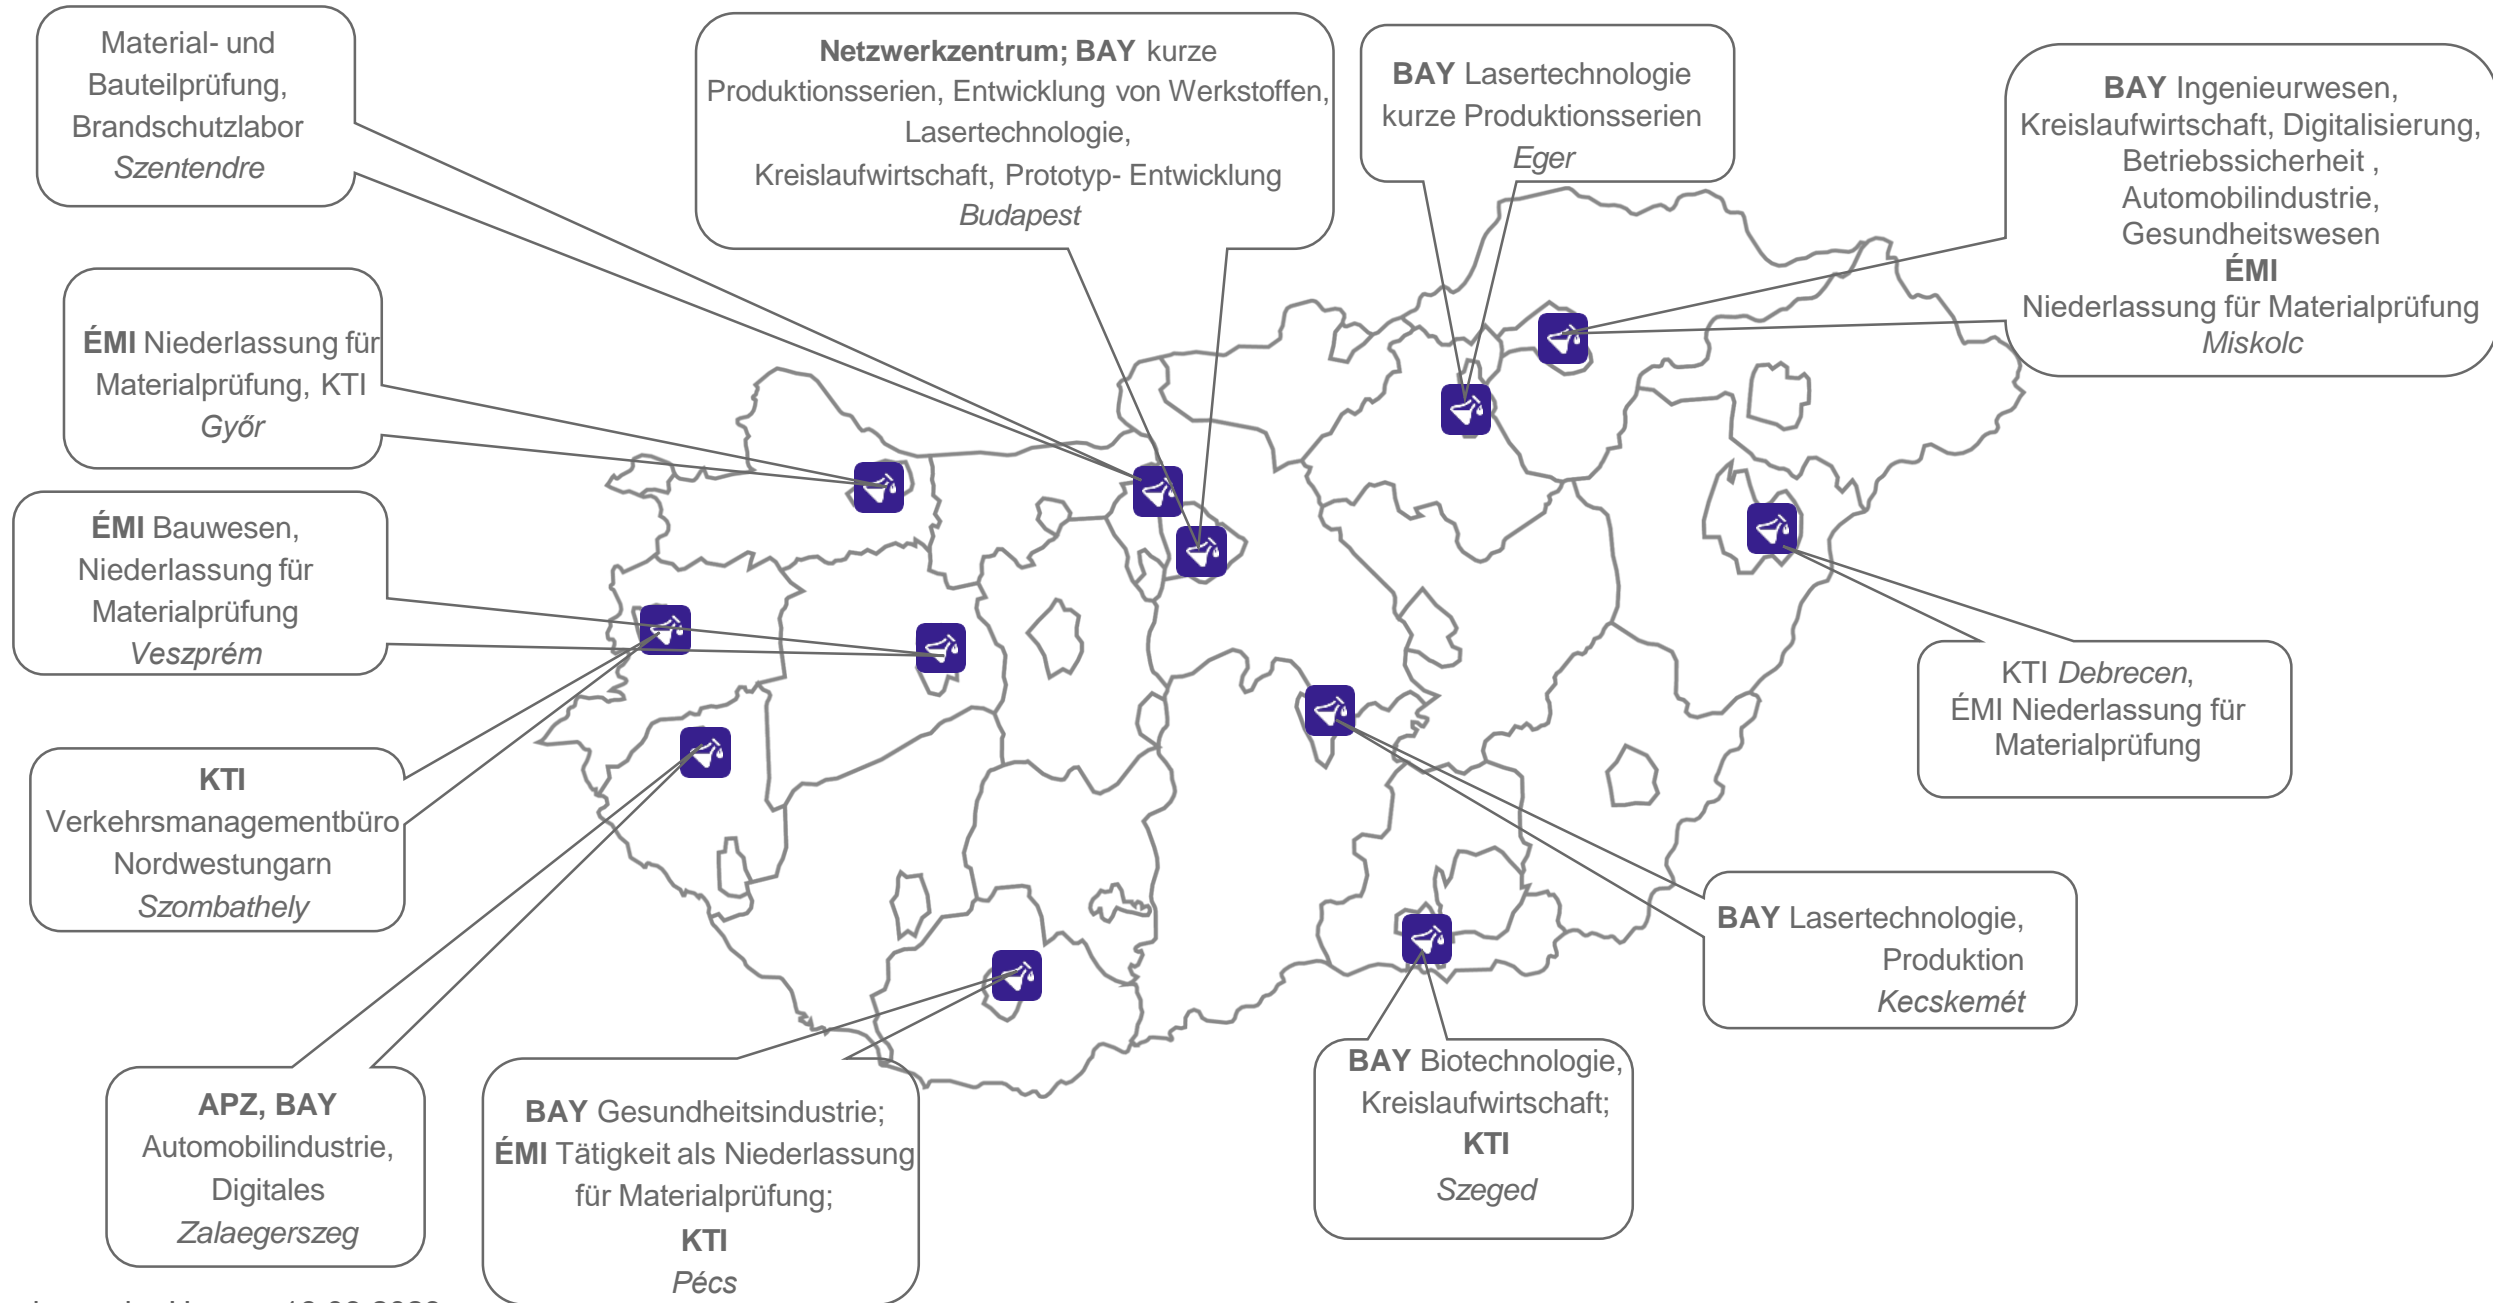 Material- und
Bauteilprüfung,
Brandschutzlabor
Szentendre
Netzwerkzentrum; BAY kurze
Produktionsserien, Entwicklung von Werkstoffen,
Lasertechnologie,
Kreislaufwirtschaft, Prototyp- Entwicklung
Budapest
BAY Lasertechnologie
kurze Produktionsserien
Eger
BAY Ingenieurwesen,
Kreislaufwirtschaft, Digitalisierung,
Betriebssicherheit ,
Automobilindustrie,
Gesundheitswesen
ÉMI
Niederlassung für Materialprüfung
Miskolc
ÉMI Niederlassung für
Materialprüfung, KTI
Győr
ÉMI Bauwesen,
Niederlassung für
Materialprüfung
Veszprém
KTI Debrecen,
ÉMI Niederlassung für
Materialprüfung
KTI
Verkehrsmanagementbüro
Nordwestungarn
Szombathely
BAY Lasertechnologie,
Produktion
Kecskemét
APZ, BAY
Automobilindustrie,
Digitales
Zalaegerszeg
BAY Gesundheitsindustrie;
ÉMI Tätigkeit als Niederlassung
für Materialprüfung;
KTI
Pécs
BAY Biotechnologie,
Kreislaufwirtschaft;
KTI
Szeged